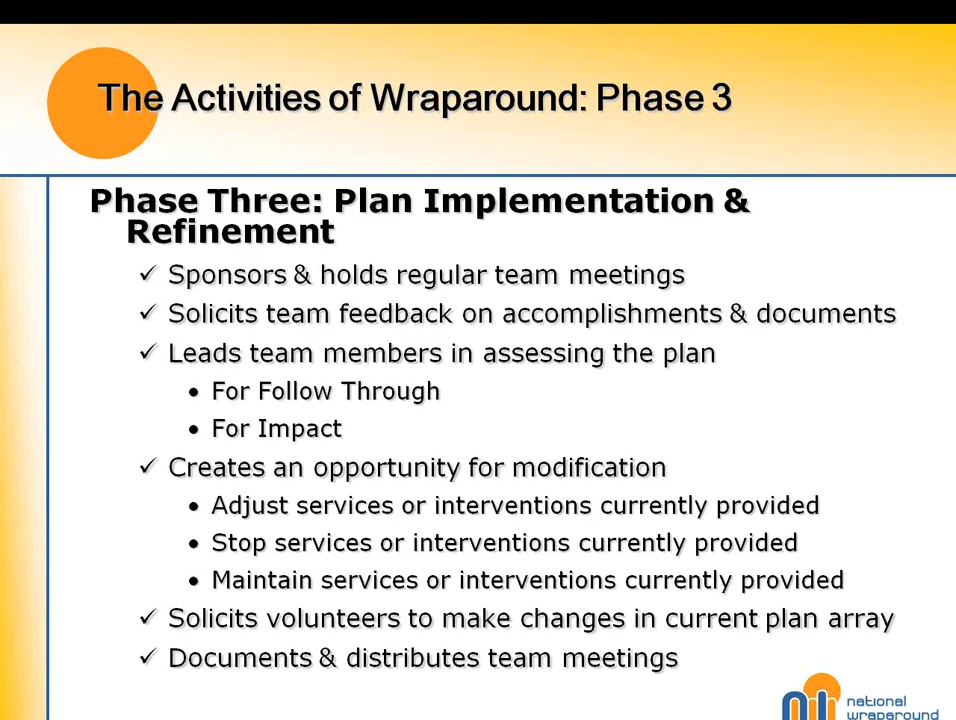 The Activities of Wraparound: Phase 3
Phase Three: Plan Implementation &
Refinement
✓ Sponsors & holds regular team meetings
✓ Solicits team feedback on accomplishments & documents
✓ Leads team members in assessing the plan
• For Follow Through
• For Impact
✓ Creates an opportunity for modification
• Adjust services or interventions currently provided
• Stop services or interventions currently provided
• Maintain services or interventions currently provided
✓ Solicits volunteers to make changes in current plan array
✓ Documents & distributes team meetings
national
wraparound